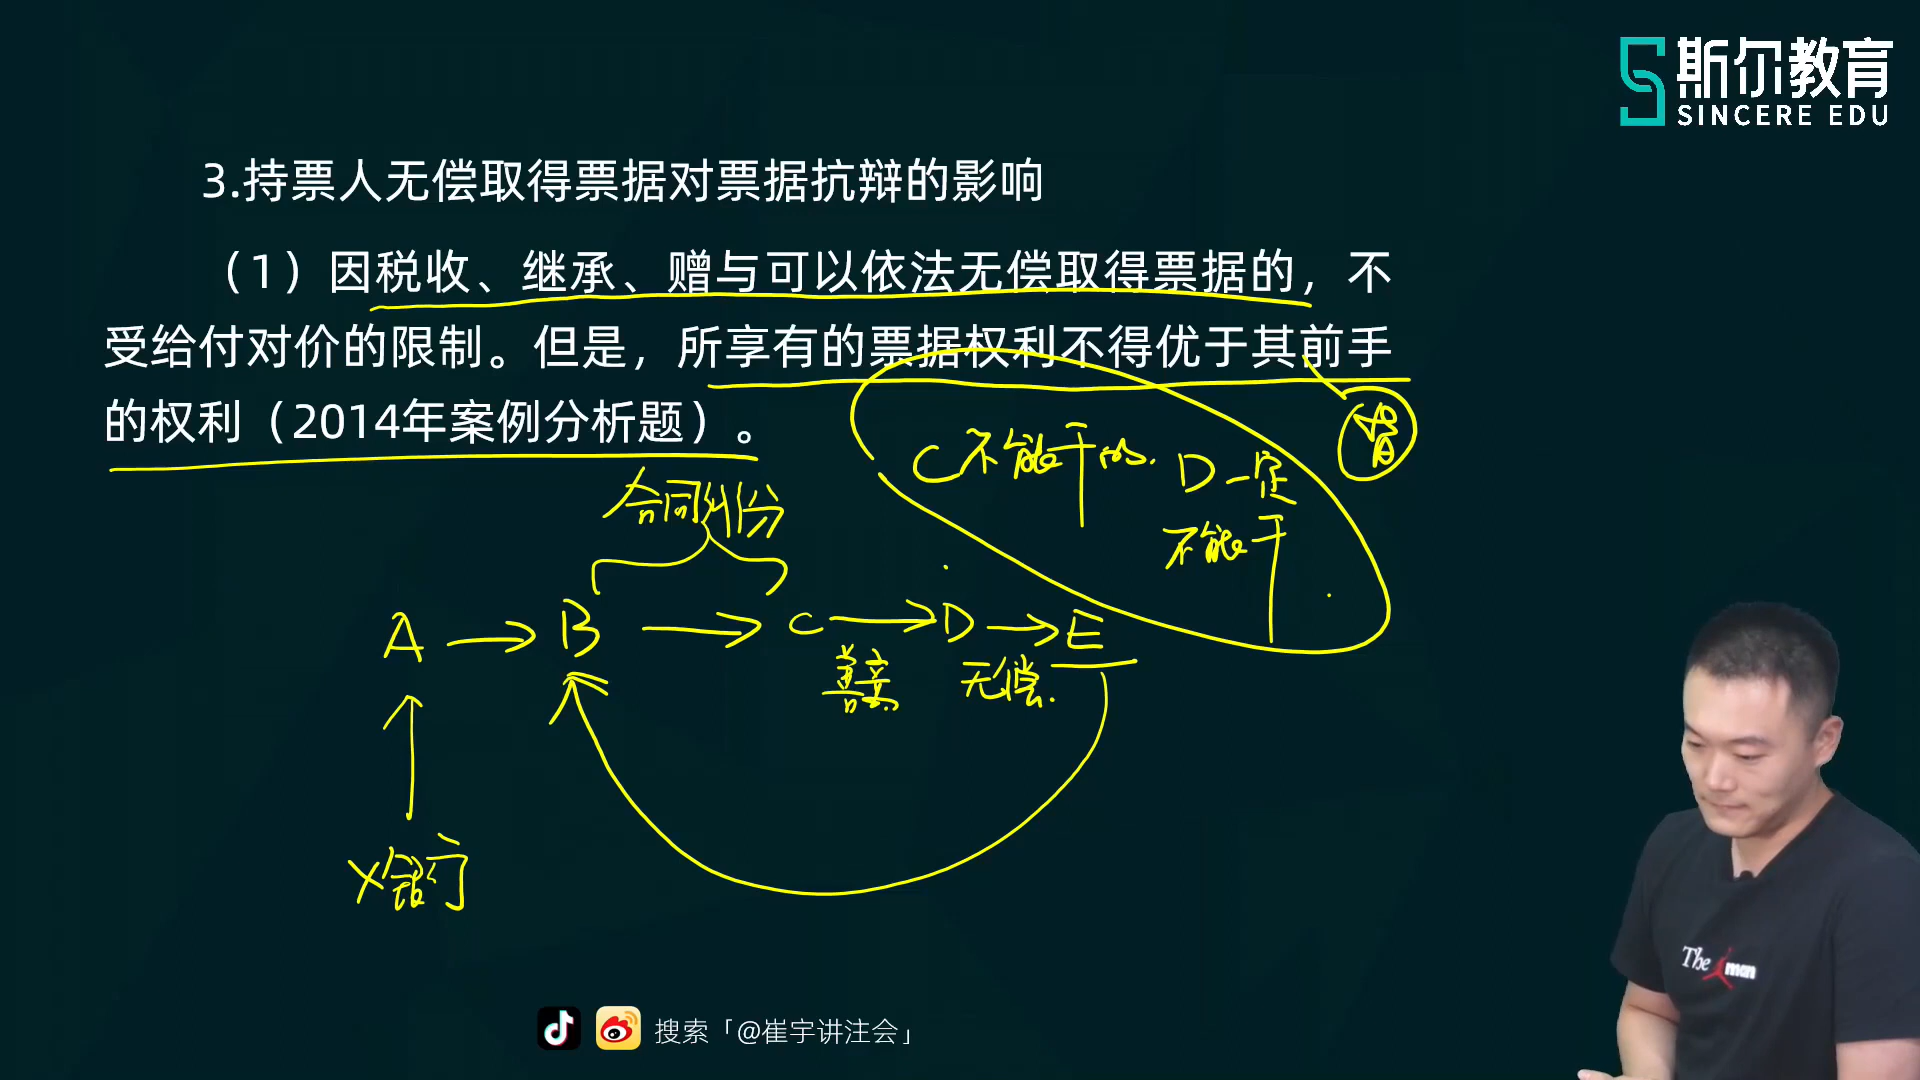 斯尔教育
SINCERE EDU
3.持票人无偿取得票据对票据抗辩的影响
（1）因税收、继承、赠与可以依法无偿取得票据的，不
受给付对价的限制。但是，所享有的票据权利不得优于其前手
的权利（2014年案例分析题）。
C不能干的. D一定
不能干
合同纠纷
A → B → C → D → E
善意 无偿.
X银行
The man
搜索「@崔宇讲注会」